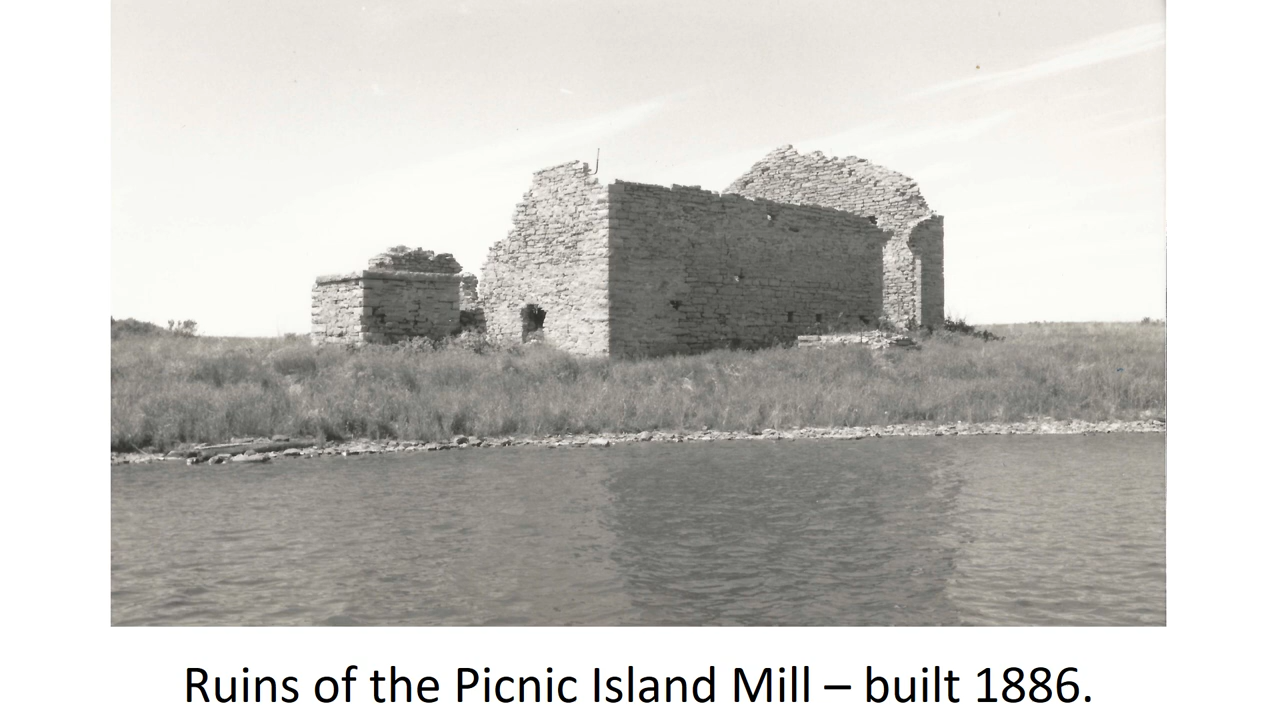 Ruins of the Picnic Island Mill – built 1886.